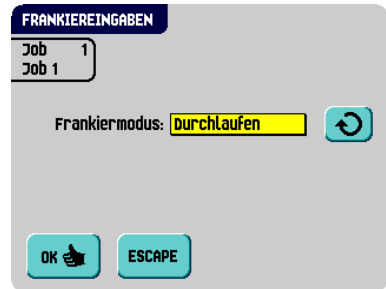 FRANKIEREINGABEN
Job 1
Job 1
Frankiermodus: Durchlaufen
OK
ESCAPE